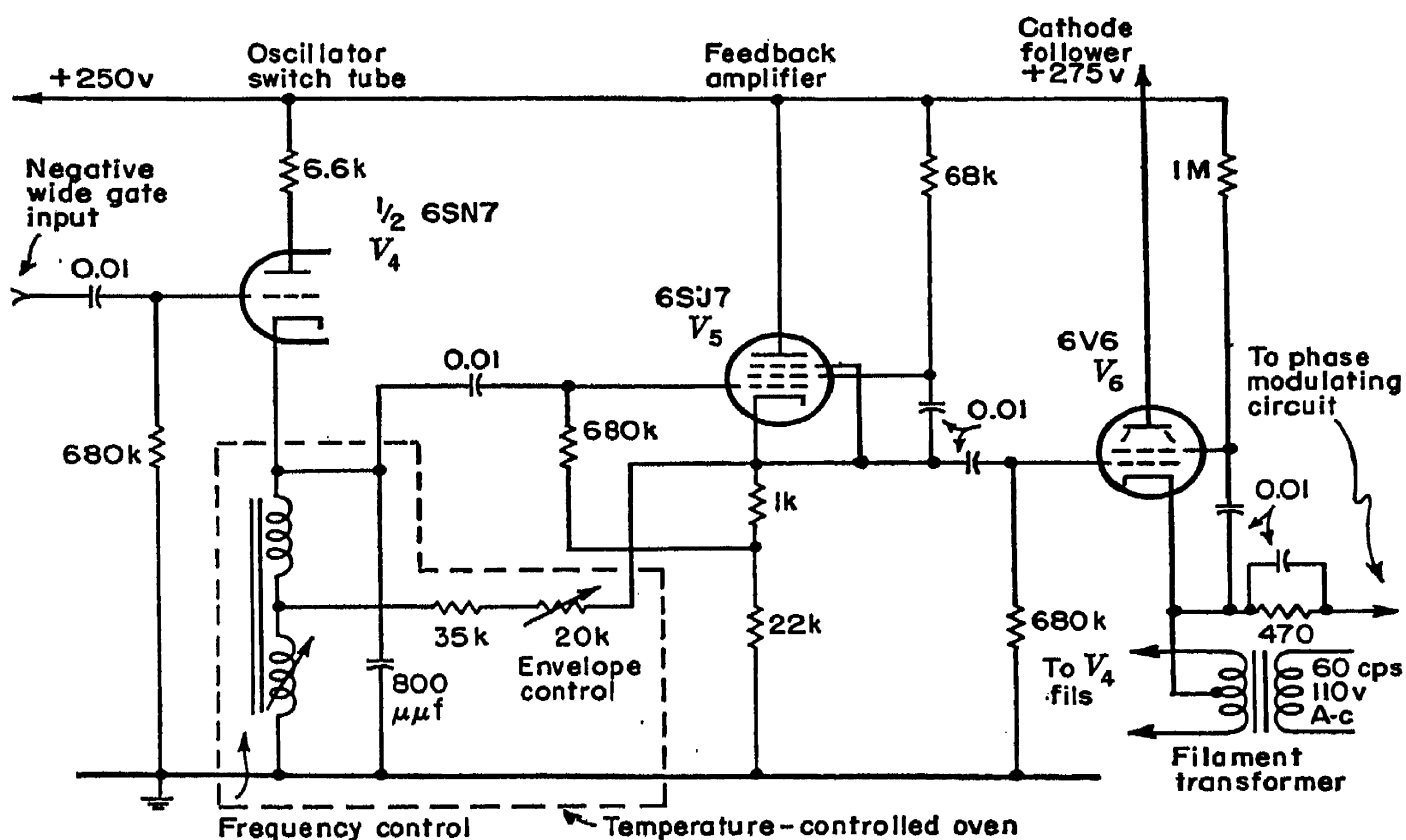 Cathode
follower
+275v
Oscillator
switch tube
Feedback
amplifier
+250v
Negative
wide gate
input
6.6k
68k
1M
1/2 6SN7
V4
0.01
6SJ7
V5
6V6
V6
To phase
modulating
circuit
0.01
0.01
680k
680k
1k
0.01
35k
20k
Envelope
control
22k
680k
470
800
μμf
To V4
fils
60 cps
110v
A-c
Filament
transformer
Frequency control
Temperature-controlled oven